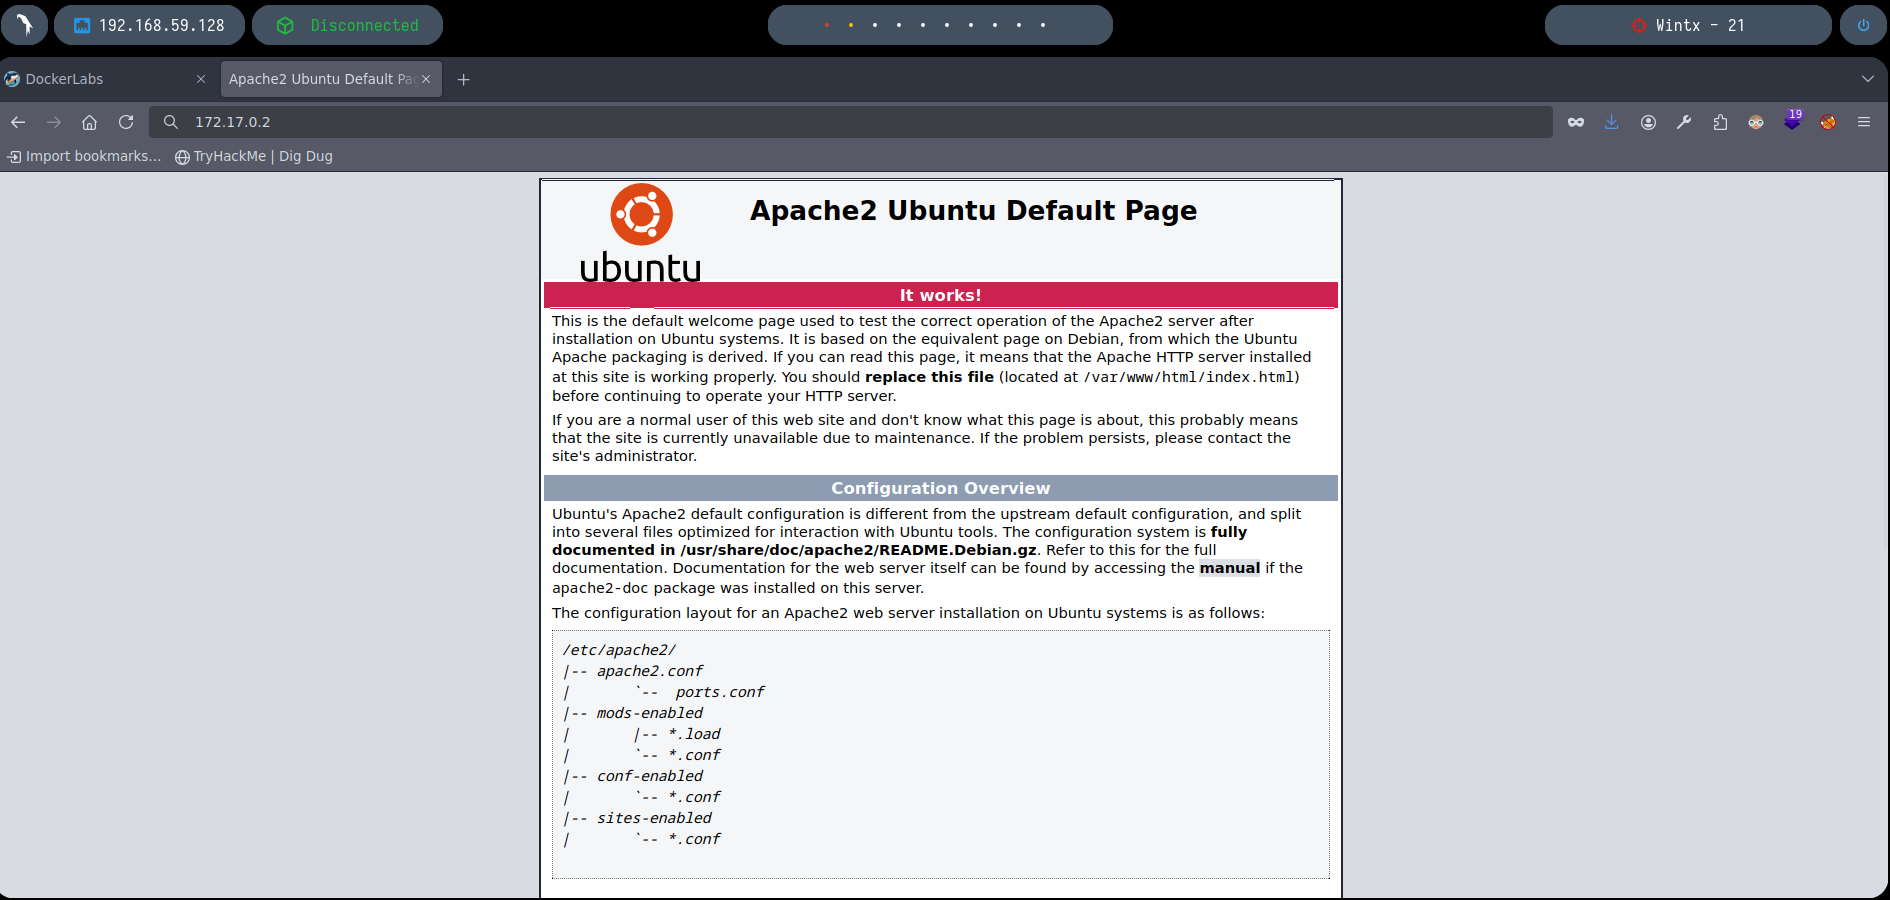 192.168.59.128
Disconnected
Wintx - 21
DockerLabs
Apache2 Ubuntu Default Pa
172.17.0.2
19
Import bookmarks...
TryHackMe | Dig Dug
ubuntu
Apache2 Ubuntu Default Page
It works!
This is the default welcome page used to test the correct operation of the Apache2 server after
installation on Ubuntu systems. It is based on the equivalent page on Debian, from which the Ubuntu
Apache packaging is derived. If you can read this page, it means that the Apache HTTP server installed
at this site is working properly. You should replace this file (located at /var/www/html/index.html)
before continuing to operate your HTTP server.
If you are a normal user of this web site and don't know what this page is about, this probably means
that the site is currently unavailable due to maintenance. If the problem persists, please contact the
site's administrator.
Configuration Overview
Ubuntu's Apache2 default configuration is different from the upstream default configuration, and split
into several files optimized for interaction with Ubuntu tools. The configuration system is fully
documented in /usr/share/doc/apache2/README.Debian.gz. Refer to this for the full
documentation. Documentation for the web server itself can be found by accessing the manual if the
apache2-doc package was installed on this server.
The configuration layout for an Apache2 web server installation on Ubuntu systems is as follows:
/etc/apache2/
|-- apache2.conf
|       `--  ports.conf
|-- mods-enabled
|       |-- *.load
|       `-- *.conf
|-- conf-enabled
|       `-- *.conf
|-- sites-enabled
|       `-- *.conf